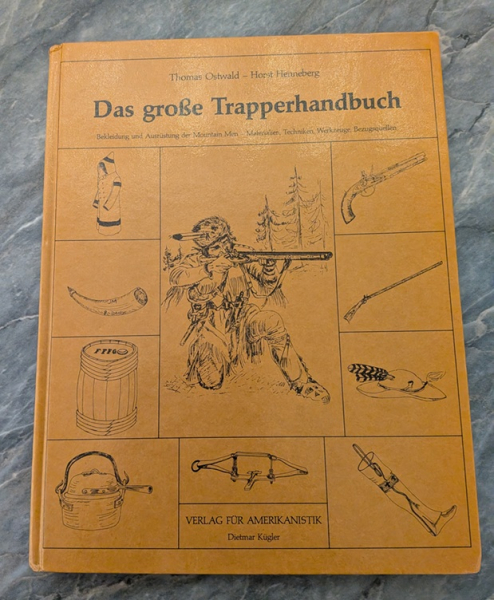 Thomas Ostwald – Horst Henneberg
Das große Trapperhandbuch
Bekleidung und Ausrüstung der Mountain Men – Materialien, Techniken, Werkzeuge, Bezugsquellen
FFFG
VERLAG FÜR AMERIKANISTIK
Dietmar Kügler